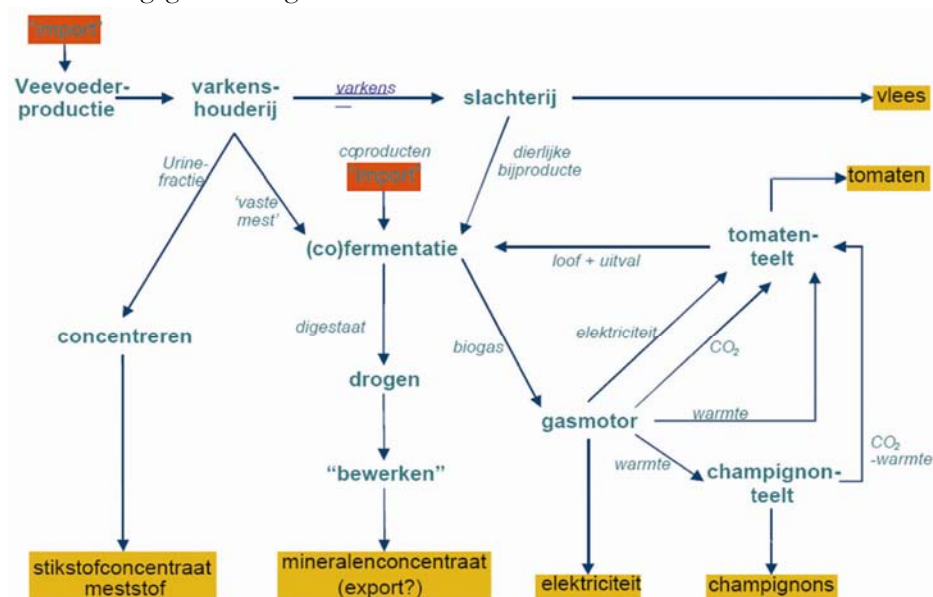 "import"
Veevoeder-
productie
varkens-
houderij
varkens
slachterij
vlees
Urine-
fractie
'vaste
mest'
coproducten
"import"
dierlijke
bijproducte
tomaten
(co)fermentatie
loof + uitval
tomaten-
teelt
concentreren
digestaat
biogas
elektriciteit
CO2
drogen
gasmotor
warmte
warmte
CO2
-warmte
"bewerken"
champignon-
teelt
stikstofconcentraat
meststof
mineralenconcentraat
(export?)
elektriciteit
champignons